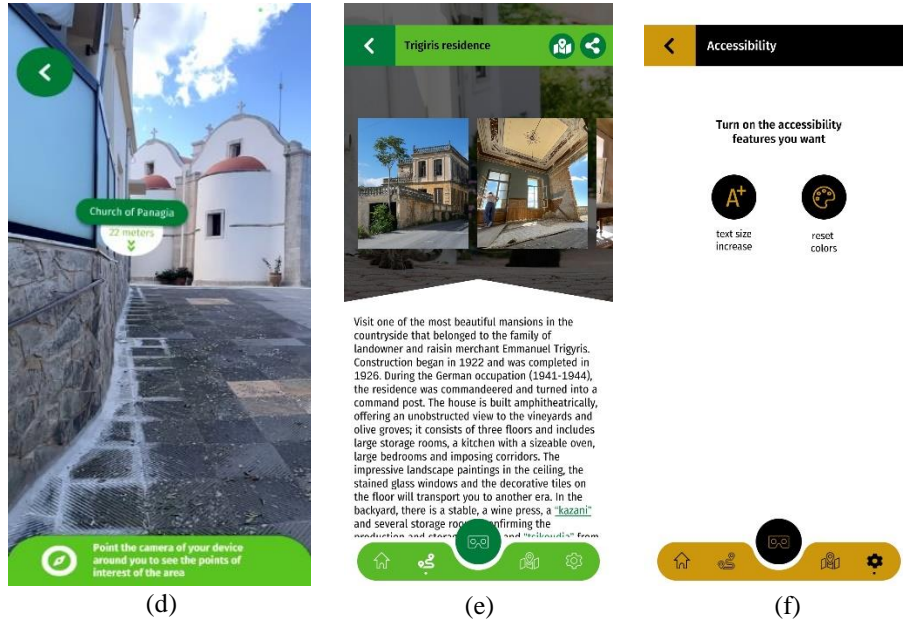 Church of Panagia
22 meters
Point the camera of your device
around you to see the points of
interest of the area
(d)
Trigiris residence
Visit one of the most beautiful mansions in the
countryside that belonged to the family of
landowner and raisin merchant Emmanuel Trigyris.
Construction began in 1922 and was completed in
1926. During the German occupation (1941-1944),
the residence was commandeered and turned into a
command post. The house is built amphitheatrically,
offering an unobstructed view to the vineyards and
olive groves; it consists of three floors and includes
large storage rooms, a kitchen with a sizeable oven,
large bedrooms and imposing corridors. The
impressive landscape paintings in the ceiling, the
stained glass windows and the decorative tiles on
the floor will transport you to another era. In the
backyard, there is a stable, a wine press, a "kazani"
and several storage confirming the
production and and "tsikoudia" from
(e)
Accessibility
Turn on the accessibility
features you want
A+
text size
increase
reset
colors
(f)